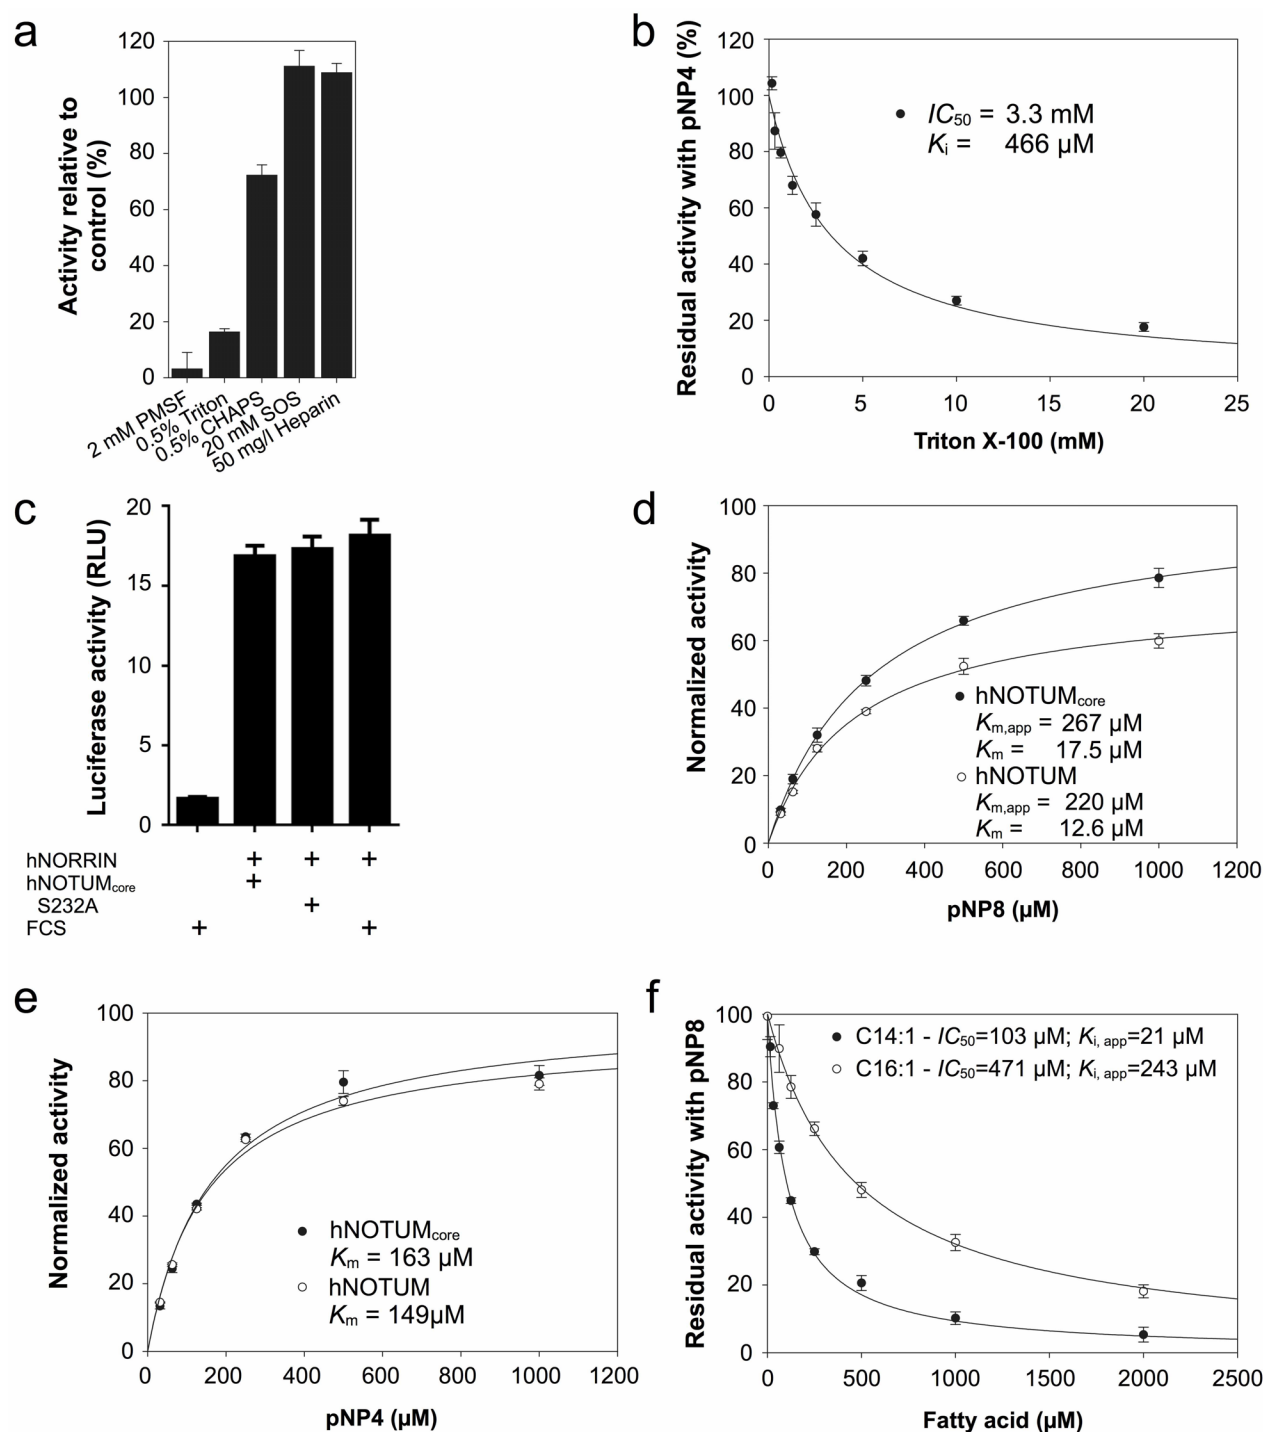 a
Activity relative to
control (%)
120
100
80
60
40
20
0
2 mM PMSF
0.5% Triton
0.5% CHAPS
20 mM SOS
50 mg/l Heparin
b
Residual activity with pNP4 (%)
120
100
80
60
40
20
0
IC50 = 3.3 mM
Ki = 466 µM
0 5 10 15 20 25
Triton X-100 (mM)
c
Luciferase activity (RLU)
20
15
10
5
0
hNORRIN + + +
hNOTUMcore +
S232A +
FCS + +
d
Normalized activity
100
80
60
40
20
0
hNOTUMcore
Km,app = 267 µM
Km = 17.5 µM
hNOTUM
Km,app = 220 µM
Km = 12.6 µM
0 200 400 600 800 1000 1200
pNP8 (µM)
e
Normalized activity
100
80
60
40
20
0
hNOTUMcore
Km = 163 µM
hNOTUM
Km = 149µM
0 200 400 600 800 1000 1200
pNP4 (µM)
f
Residual activity with pNP8
100
80
60
40
20
0
C14:1 - IC50=103 µM; Ki, app=21 µM
C16:1 - IC50=471 µM; Ki, app=243 µM
0 500 1000 1500 2000 2500
Fatty acid (µM)